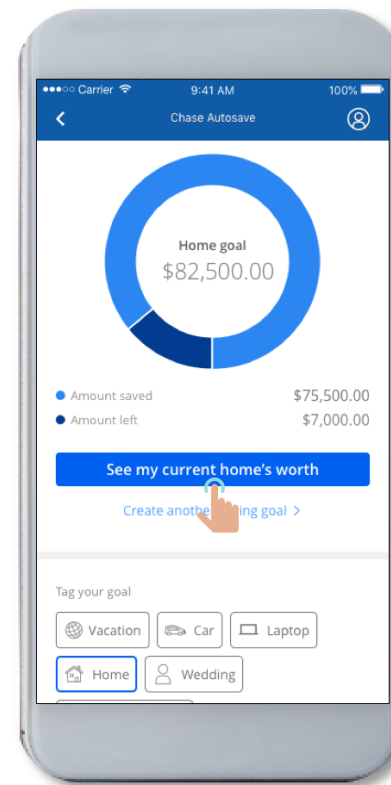 Carrier 9:41 AM 100%
Chase Autosave
Home goal
$82,500.00
Amount saved $75,500.00
Amount left $7,000.00
See my current home's worth
Create anothe ing goal >
Tag your goal
Vacation Car Laptop
Home Wedding